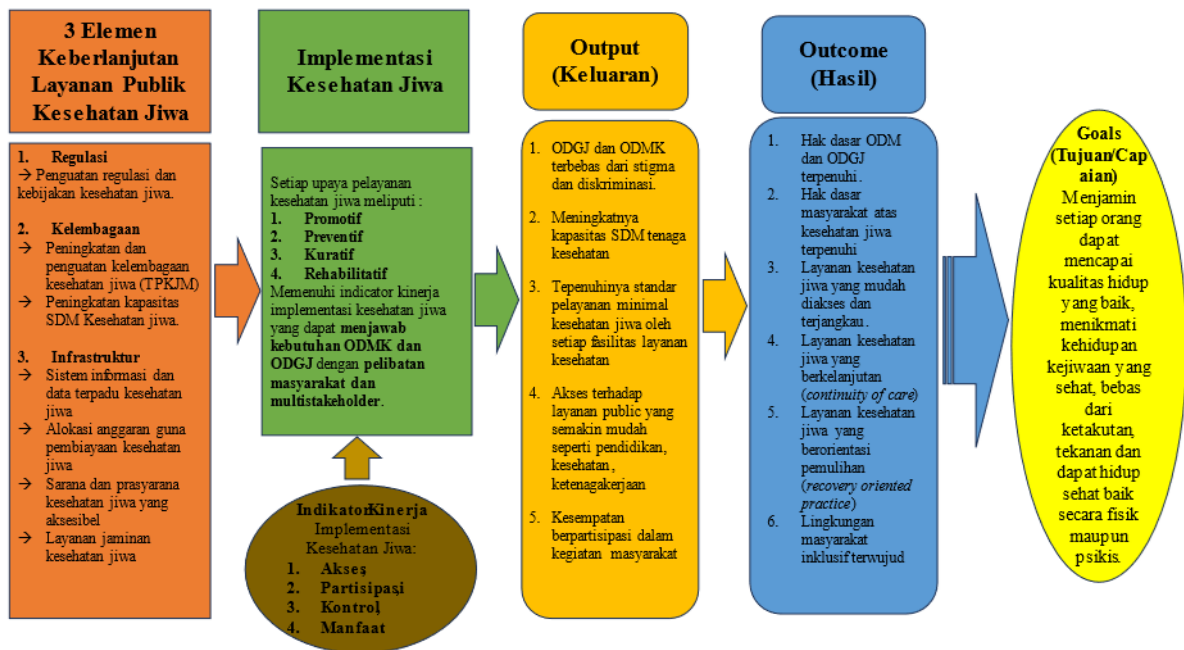 3 Elemen
Keberlanjutan
Layanan Publik
Kesehatan Jiwa
1. Regulasi
→ Penguatan regulasi dan
kebijakan kesehatan jiwa.
2. Kelembagaan
→ Peningkatan dan
penguatan kelembagaan
kesehatan jiwa (TPKJM)
→ Peningkatan kapasitas
SDM Kesehatan jiwa.
3. Infrastruktur
→ Sistem informasi dan
data terpadu kesehatan
jiwa
→ Alokasi anggaran guna
pembiayaan kesehatan
jiwa
→ Sarana dan prasyarana
kesehatan jiwa yang
aksesibel
→ Layanan jaminan
kesehatan jiwa
Implementasi
Kesehatan Jiwa
Setiap upaya pelayanan
kesehatan jiwa meliputi :
1. Promotif
2. Preventif
3. Kuratif
4. Rehabilitatif
Memenuhi indicator kinerja
implementasi kesehatan jiwa
yang dapat menjawab
kebutuhan ODMK dan
ODGJ dengan pelibatan
masyarakat dan
multistakeholder.
Indikator Kinerja
Implementasi
Kesehatan Jiwa:
1. Akses,
2. Partisipasi,
3. Kontrol,
4. Manfaat
Output
(Keluaran)
1. ODGJ dan ODMK
terbebas dari stigma
dan diskriminasi.
2. Meningkatnya
kapasitas SDM tenaga
kesehatan
3. Tepenuhinya standar
pelayanan minimal
kesehatan jiwa oleh
setiap fasilitas layanan
kesehatan
4. Akses terhadap
layanan public yang
semakin mudah
seperti pendidikan,
kesehatan,
ketenagakerjaan
5. Kesempatan
berpartisipasi dalam
kegiatan masyarakat
Outcome
(Hasil)
1. Hak dasar ODM
dan ODGJ
terpenuhi.
2. Hak dasar
masyarakat atas
kesehatan jiwa
terpenuhi
3. Layanan kesehatan
jiwa yang mudah
diakses dan
terjangkau.
4. Layanan kesehatan
jiwa yang
berkelanjutan
(continuity of care)
5. Layanan kesehatan
jiwa yang
berorientasi
pemulihan
(recovery oriented
practice)
6. Lingkungan
masyarakat
inklusif terwujud
Goals
(Tujuan/Cap
aian)
Menjamin
setiap orang
dapat
mencapai
kualitas hidup
yang baik,
menikmati
kehidupan
kejiwaan yang
sehat, bebas
dari
ketakutan,
tekanan dan
dapat hidup
sehat baik
secara fisik
maupun
psikis.